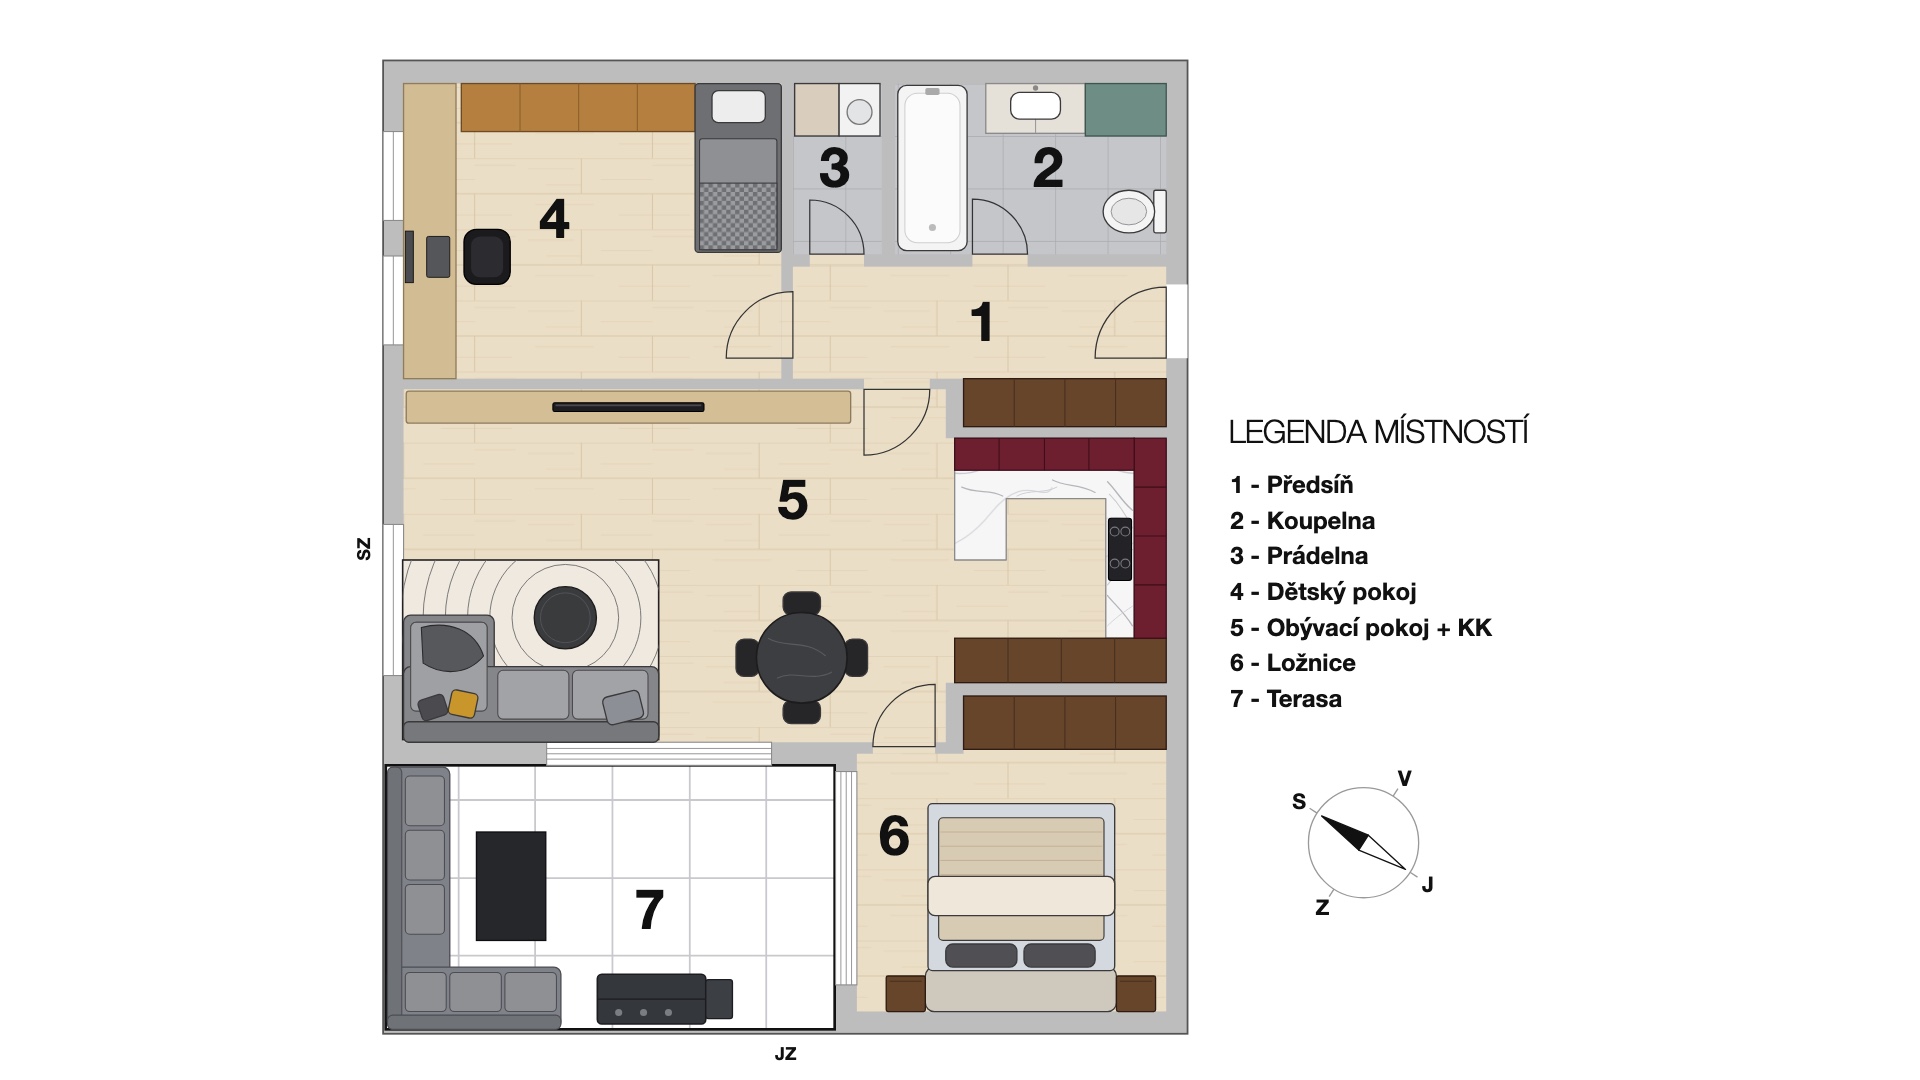 3
2
4
1
5
SZ
6
7
JZ
LEGENDA MÍSTNOSTÍ
1 - Předsíň
2 - Koupelna
3 - Prádelna
4 - Dětský pokoj
5 - Obývací pokoj + KK
6 - Ložnice
7 - Terasa
V
S
J
Z